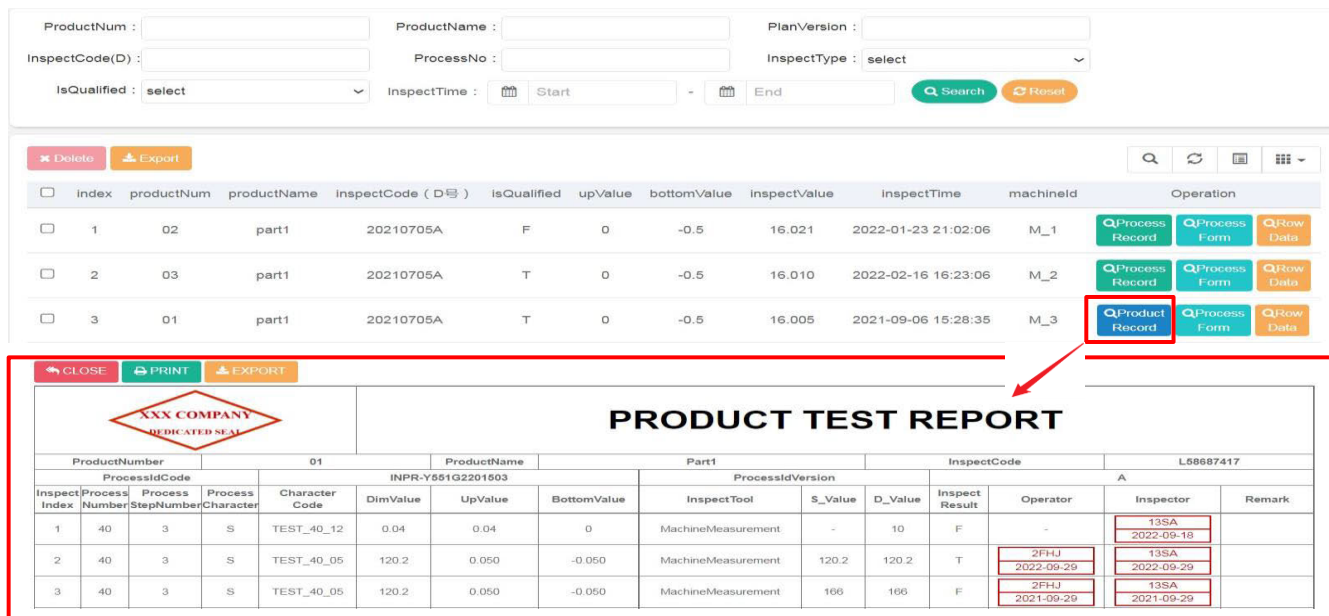 ProductNum : ProductName : PlanVersion :
InspectCode(D) : ProcessNo : InspectType : select
IsQualified : select InspectTime : Start - End Search Reset
Delete Export
index productNum productName inspectCode（D号） isQualified upValue bottomValue inspectValue inspectTime machineId Operation
1 02 part1 20210705A F 0 -0.5 16.021 2022-01-23 21:02:06 M_1 Process Record Process Form Row Data
2 03 part1 20210705A T 0 -0.5 16.010 2022-02-16 16:23:06 M_2 Process Record Process Form Row Data
3 01 part1 20210705A T 0 -0.5 16.005 2021-09-06 15:28:35 M_3 Product Record Process Form Row Data
CLOSE PRINT EXPORT
XXX COMPANY
DEDICATED SEAL
PRODUCT TEST REPORT
ProductNumber 01 ProductName Part1 InspectCode L58687417
ProcessIdCode INPR-Y551G2201503 ProcessIdVersion A
Inspect Index Process Number Process StepNumber Process Character Character Code DimValue UpValue BottomValue InspectTool S_Value D_Value Inspect Result Operator Inspector Remark
1 40 3 S TEST_40_12 0.04 0.04 0 MachineMeasurement - 10 F - 13SA 2022-09-18
2 40 3 S TEST_40_05 120.2 0.050 -0.050 MachineMeasurement 120.2 120.2 T 2FHJ 2022-09-29 13SA 2022-09-29
3 40 3 S TEST_40_05 120.2 0.050 -0.050 MachineMeasurement 166 166 F 2FHJ 2021-09-29 13SA 2021-09-29